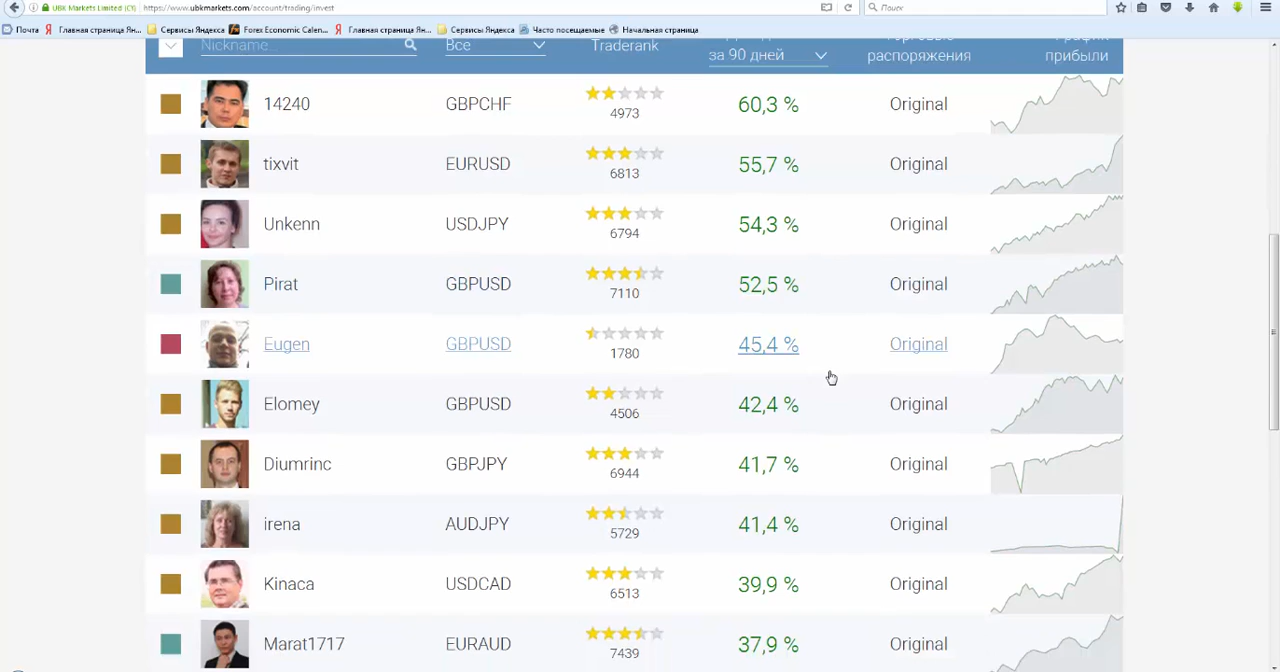 UBK Markets Limited (CY) https://www.ubkmarkets.com/account/trading/invest Поиск
Почта Главная страница Ян... Сервисы Яндекса Forex Economic Calen... Главная страница Ян... Сервисы Яндекса Часто посещаемые Начальная страница
Nickname... Все Traderank
за 90 дней распоряжения прибыли
14240 GBPCHF 60,3 % Original
4973
tixvit EURUSD 55,7 % Original
6813
Unkenn USDJPY 54,3 % Original
6794
Pirat GBPUSD 52,5 % Original
7110
Eugen GBPUSD 45,4 % Original
1780
Elomey GBPUSD 42,4 % Original
4506
Diumrinc GBPJPY 41,7 % Original
6944
irena AUDJPY 41,4 % Original
5729
Kinaca USDCAD 39,9 % Original
6513
Marat1717 EURAUD 37,9 % Original
7439